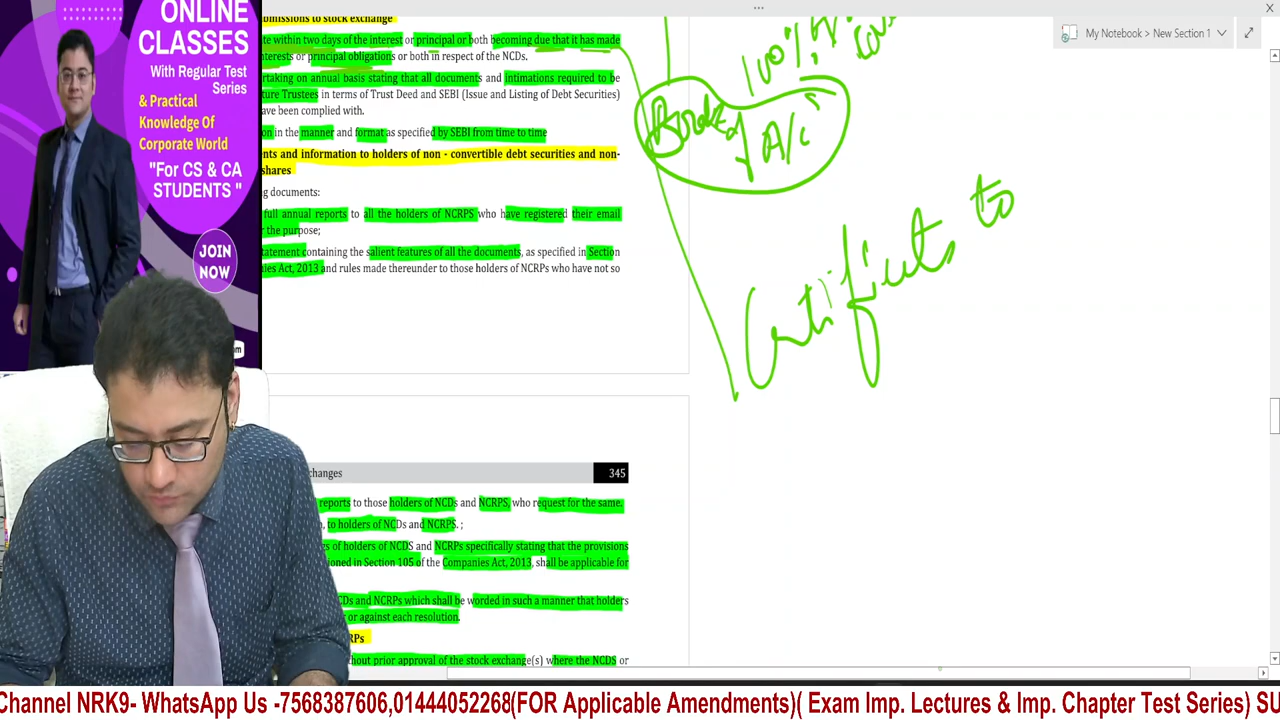 ONLINE
CLASSES
With Regular Test
Series
& Practical
Knowledge Of
Corporate World
"For CS & CA
STUDENTS "
JOIN
NOW
bmissions to stock exchange
te within two days of the interest or principal or both becoming due that it has made
nterests or principal obligations or both in respect of the NCDs.
rtaking on annual basis stating that all documents and intimations required to be
ture Trustees in terms of Trust Deed and SEBI (Issue and Listing of Debt Securities)
ave been complied with.
on in the manner and format as specified by SEBI from time to time
ents and information to holders of non - convertible debt securities and non-
shares
ng documents:
full annual reports to all the holders of NCRPS who have registered their email
r the purpose;
tatement containing the salient features of all the documents, as specified in Section
nies Act, 2013 and rules made thereunder to those holders of NCRPs who have not so
100%
Books of
A/c
Certificate to
My Notebook > New Section 1
changes 345
reports to those holders of NCDs and NCRPS, who request for the same.
n, to holders of NCDs and NCRPS. ;
gs of holders of NCDS and NCRPs specifically stating that the provisions
ioned in Section 105 of the Companies Act, 2013, shall be applicable for
CDs and NCRPs which shall be worded in such a manner that holders
r or against each resolution.
RPs
hout prior approval of the stock exchange(s) where the NCDS or
Channel NRK9- WhatsApp Us -7568387606,01444052268(FOR Applicable Amendments)( Exam Imp. Lectures & Imp. Chapter Test Series) SU